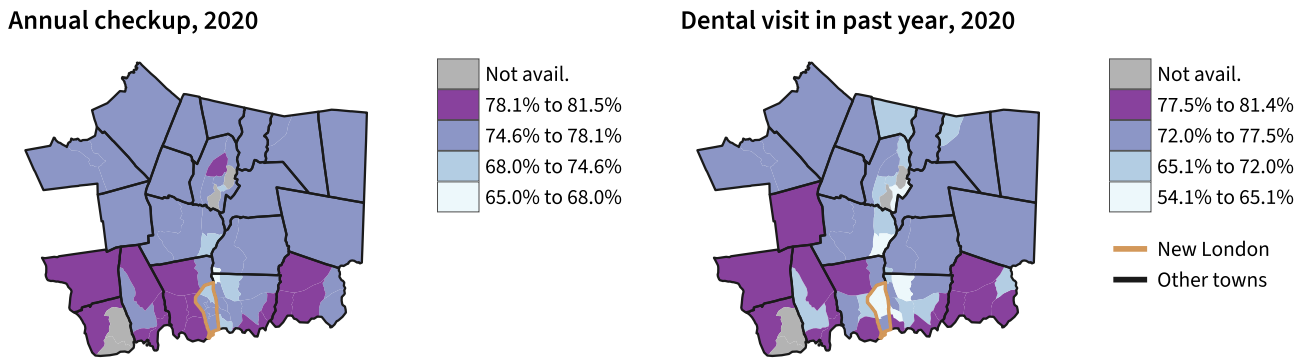 Annual checkup, 2020
Not avail.
78.1% to 81.5%
74.6% to 78.1%
68.0% to 74.6%
65.0% to 68.0%
Dental visit in past year, 2020
Not avail.
77.5% to 81.4%
72.0% to 77.5%
65.1% to 72.0%
54.1% to 65.1%
New London
Other towns